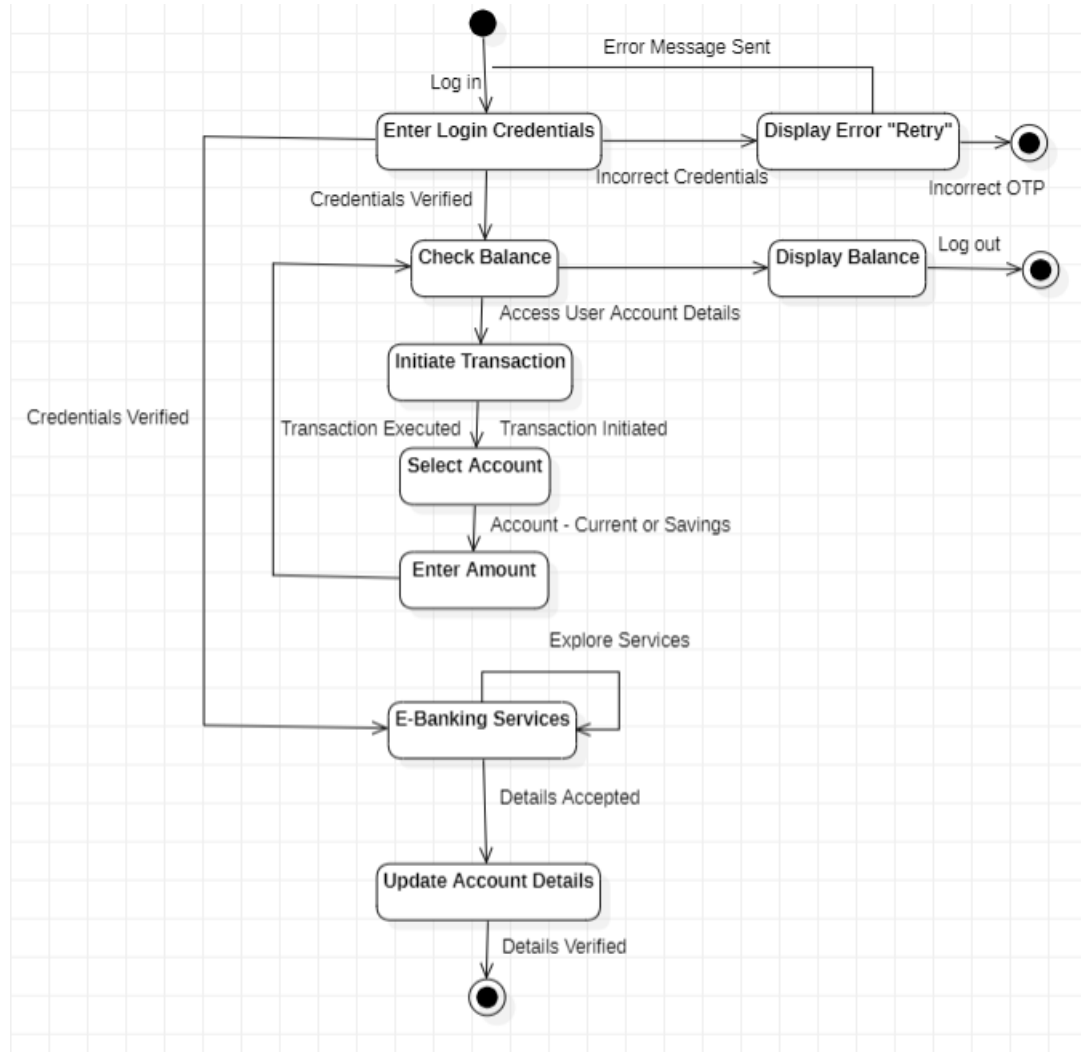 Error Message Sent
Log in
Enter Login Credentials
Display Error "Retry"
Incorrect Credentials
Incorrect OTP
Credentials Verified
Check Balance
Display Balance
Log out
Access User Account Details
Initiate Transaction
Credentials Verified
Transaction Executed
Transaction Initiated
Select Account
Account - Current or Savings
Enter Amount
Explore Services
E-Banking Services
Details Accepted
Update Account Details
Details Verified